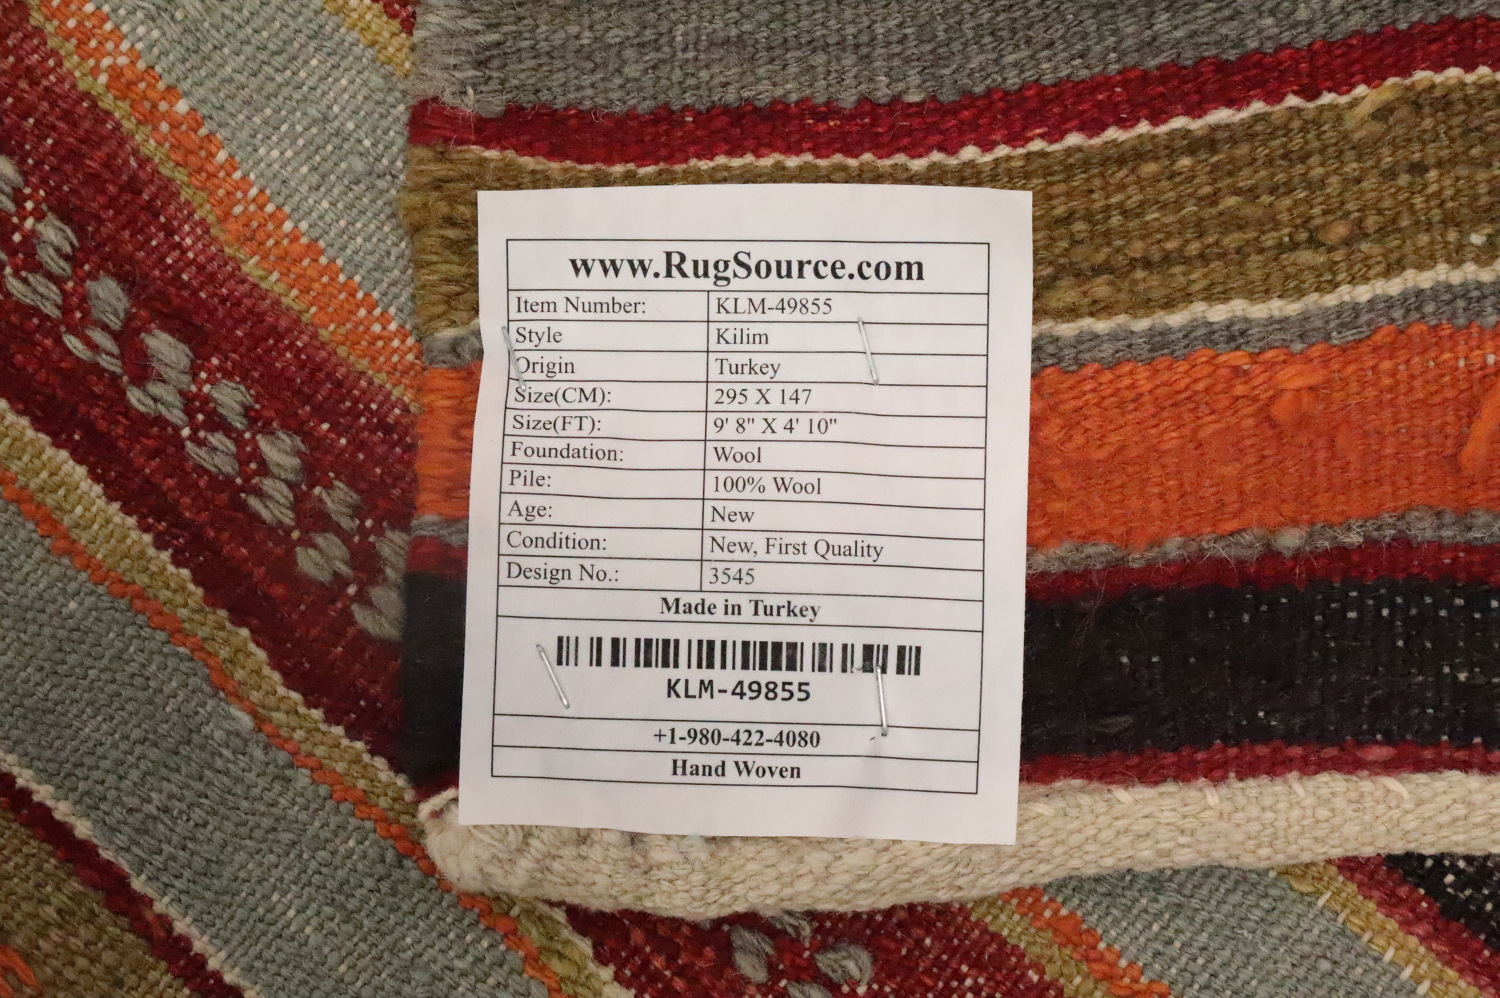 www.RugSource.com
Item Number: KLM-49855
Style Kilim
Origin Turkey
Size(CM): 295 X 147
Size(FT): 9' 8" X 4' 10"
Foundation: Wool
Pile: 100% Wool
Age: New
Condition: New, First Quality
Design No.: 3545
Made in Turkey
KLM-49855
+1-980-422-4080
Hand Woven